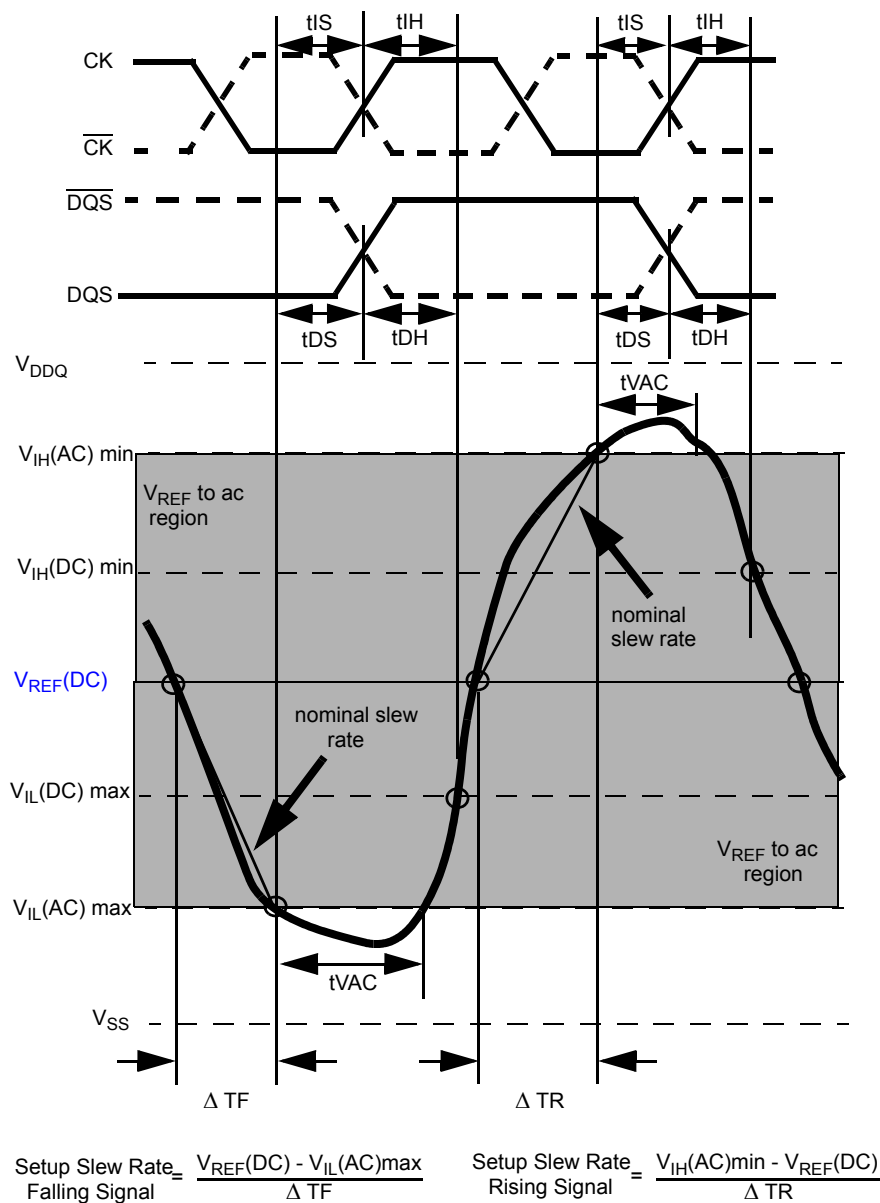 tIS tIH tIS tIH
CK
CK
DQS
DQS
tDS tDH tDS tDH
VDDQ
tVAC
VIH(AC) min
VREF to ac
region
VIH(DC) min
nominal
slew rate
VREF(DC)
nominal slew
rate
VIL(DC) max
VREF to ac
region
VIL(AC) max
tVAC
VSS
Δ TF Δ TR
Setup Slew Rate
Falling Signal
= VREF(DC) - VIL(AC)max
Δ TF
Setup Slew Rate
Rising Signal
= VIH(AC)min - VREF(DC)
Δ TR